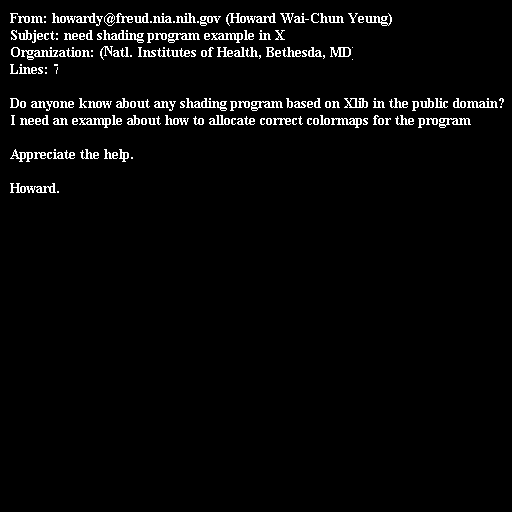 From: howardy@freud.nia.nih.gov (Howard Wai-Chun Yeung)
Subject: need shading program example in X
Organization: (Natl. Institutes of Health, Bethesda, MD)
Lines: 7

Do anyone know about any shading program based on Xlib in the public domain?
I need an example about how to allocate correct colormaps for the program

Appreciate the help.

Howard.